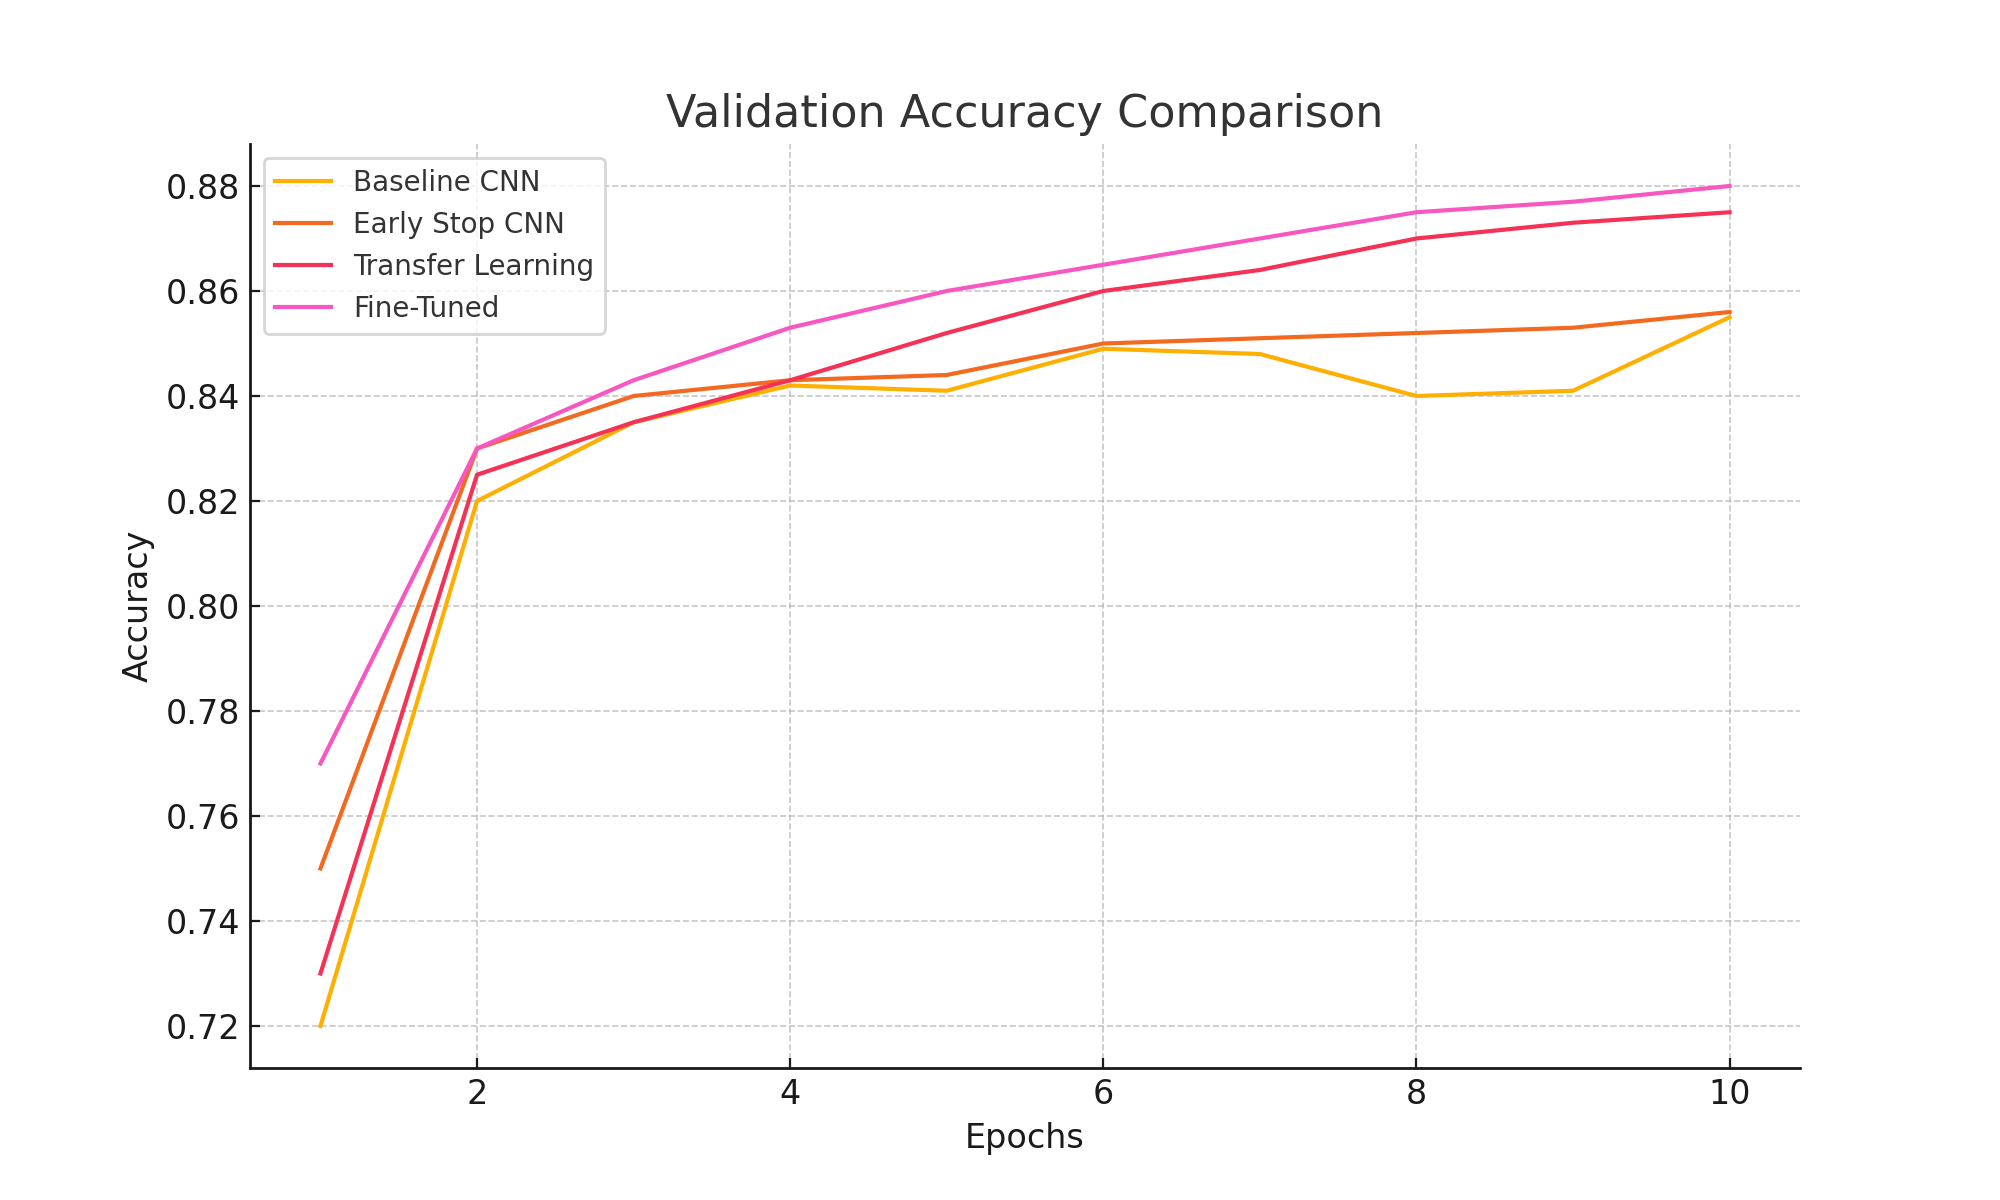 Validation Accuracy Comparison
Baseline CNN
Early Stop CNN
Transfer Learning
Fine-Tuned
Accuracy
0.88
0.86
0.84
0.82
0.80
0.78
0.76
0.74
0.72
2 4 6 8 10
Epochs